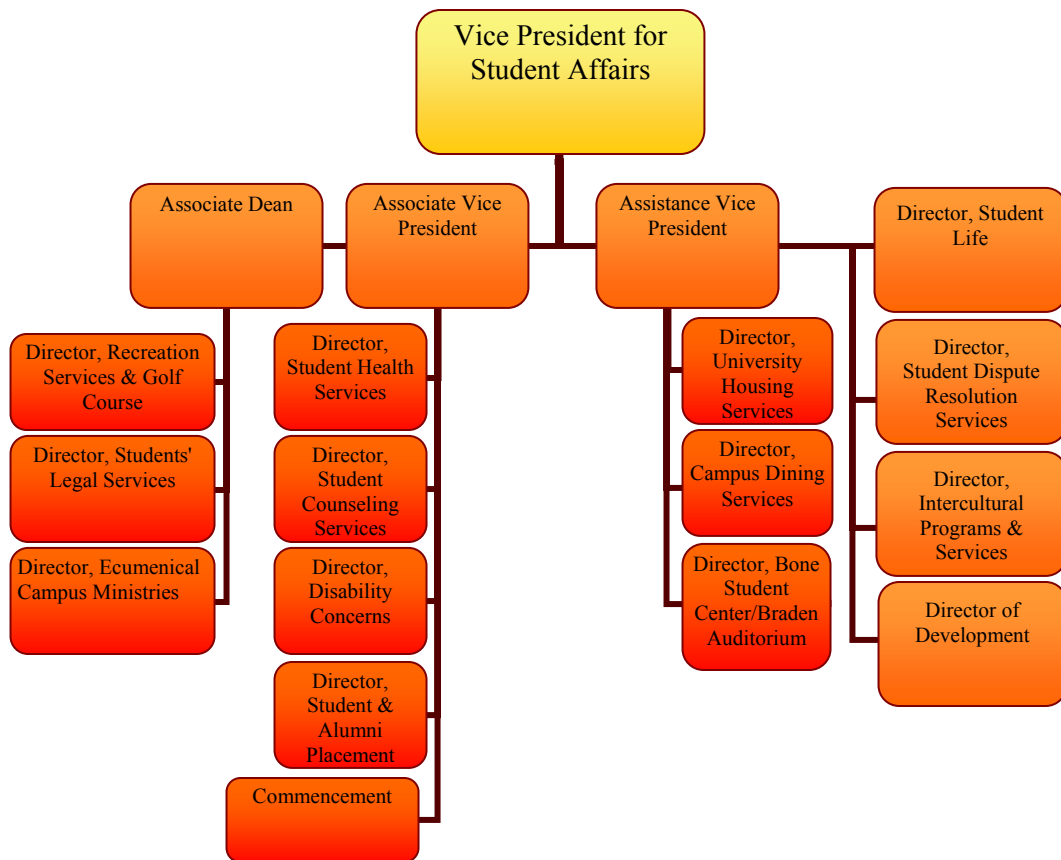 Vice President for
Student Affairs
Associate Dean
Associate Vice
President
Assistance Vice
President
Director, Student
Life
Director, Recreation
Services & Golf
Course
Director, Students'
Legal Services
Director, Ecumenical
Campus Ministries
Director,
Student Health
Services
Director,
Student
Counseling
Services
Director,
Disability
Concerns
Director,
Student &
Alumni
Placement
Commencement
Director,
University
Housing
Services
Director,
Campus Dining
Services
Director, Bone
Student
Center/Braden
Auditorium
Director,
Student Dispute
Resolution
Services
Director,
Intercultural
Programs &
Services
Director of
Development